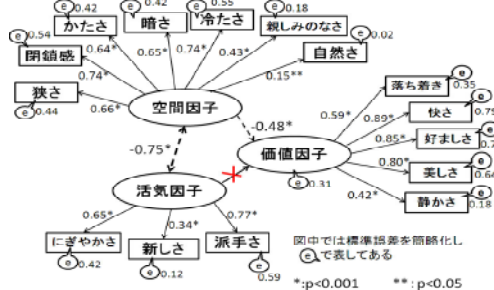 e 0.42
e 0.42
e 0.55
e 0.18
e 0.54
かたさ
暗さ
冷たさ
親しみのなさ
e 0.02
閉鎖感
0.64*
0.65*
0.74*
0.43*
自然さ
狭さ
0.74*
0.15**
e 0.44
0.66*
空間因子
落ち着き
e 0.35
-0.48*
0.59*
快さ
e
0.89*
-0.75*
価値因子
0.85*
好ましさ
e
0.80*
美しさ
e
活気因子
e 0.31
0.42*
静かさ
e 0.18
0.65*
0.34*
0.77*
にぎやかさ
新しさ
派手さ
e 0.42
e 0.12
e 0.59
図中では標準誤差を簡略化し
eで表してある
*:p<0.001 **:p<0.05